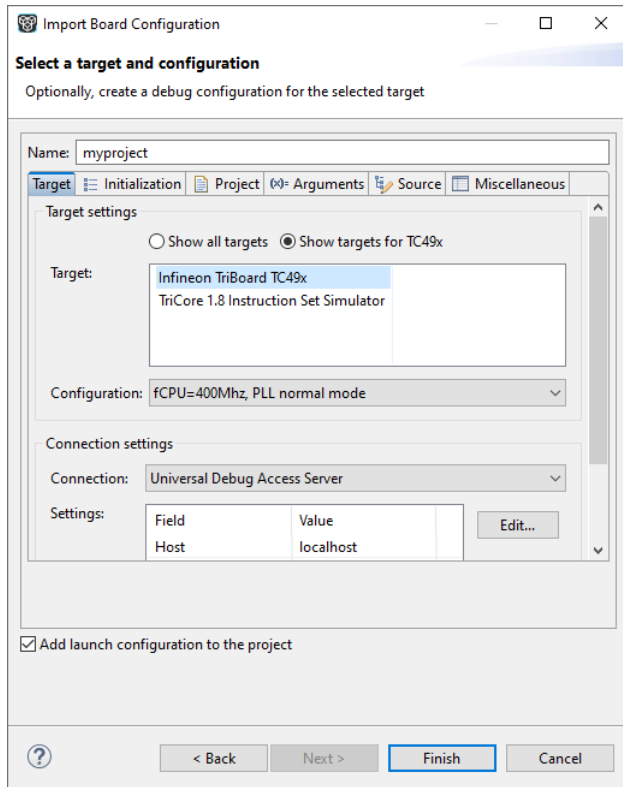 Import Board Configuration
Select a target and configuration
Optionally, create a debug configuration for the selected target
Name: myproject
Target Initialization Project (x)= Arguments Source Miscellaneous
Target settings
Show all targets Show targets for TC49x
Target: Infineon TriBoard TC49x
TriCore 1.8 Instruction Set Simulator
Configuration: fCPU=400Mhz, PLL normal mode
Connection settings
Connection: Universal Debug Access Server
Settings: Field Value Edit...
Host localhost
Add launch configuration to the project
? < Back Next > Finish Cancel